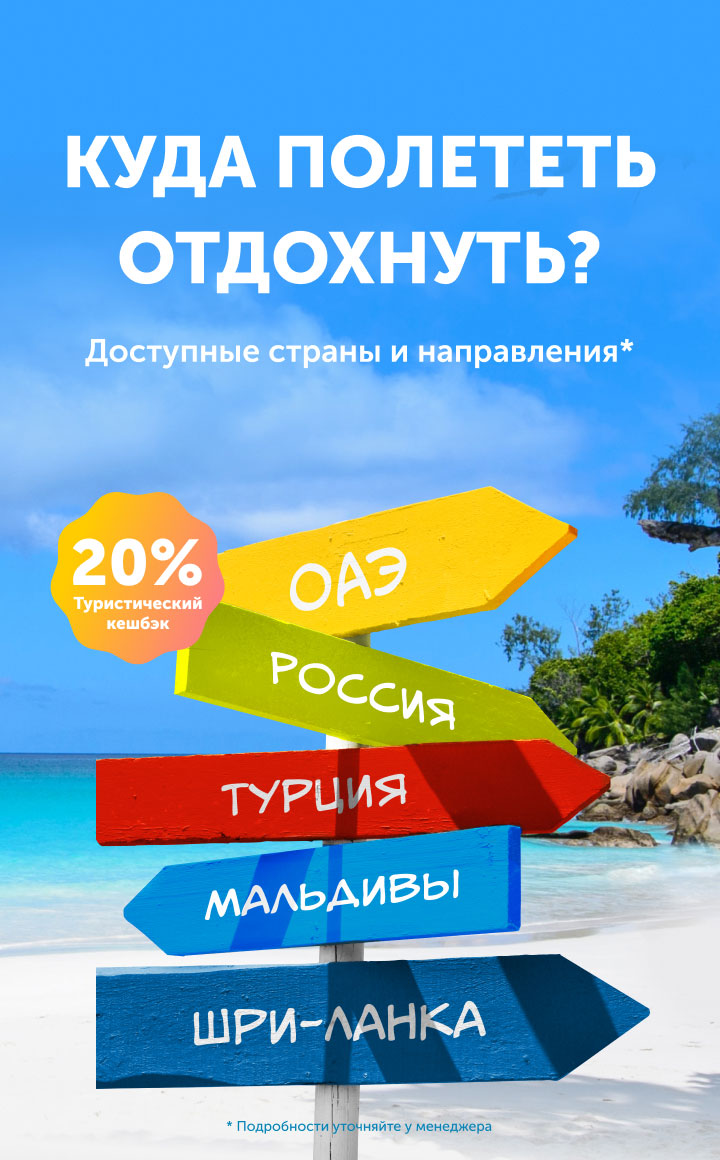 КУДА ПОЛЕТЕТЬ
ОТДОХНУТЬ?
Доступные страны и направления*
20%
Туристический
кешбэк
ОАЭ
РОССИЯ
ТУРЦИЯ
МАЛЬДИВЫ
ШРИ-ЛАНКА
* Подробности уточняйте у менеджера